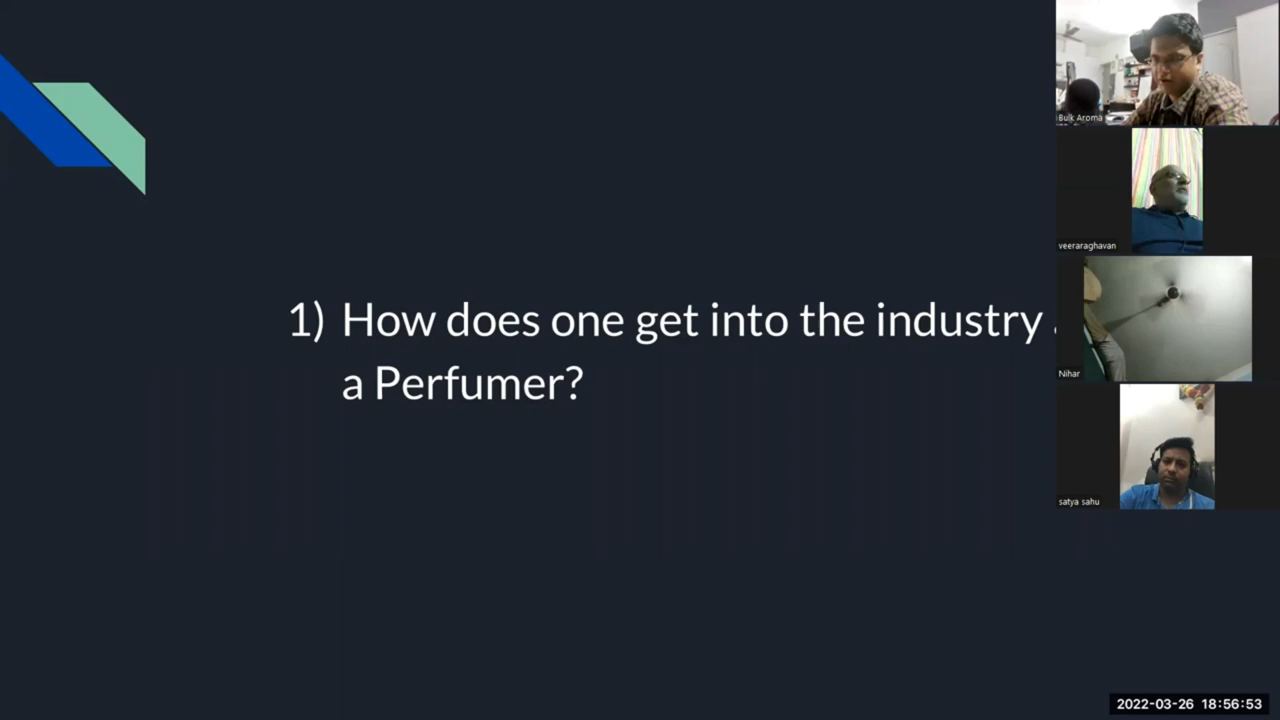 1) How does one get into the industry
a Perfumer?
Bulk Aroma
veeraraghavan
Nihar
satya sahu
2022-03-26 18:56:53